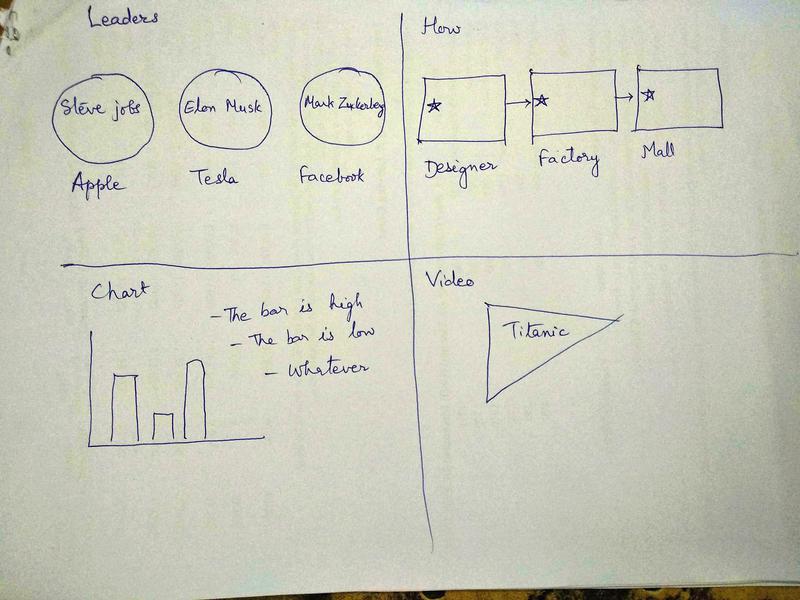 Leaders
Steve jobs
Elon Musk
Mark Zuckerbeg
Apple
Tesla
Facebook
How
Designer
Factory
Mall
Chart
- The bar is high
- The bar is low
- Whatever
Video
Titanic